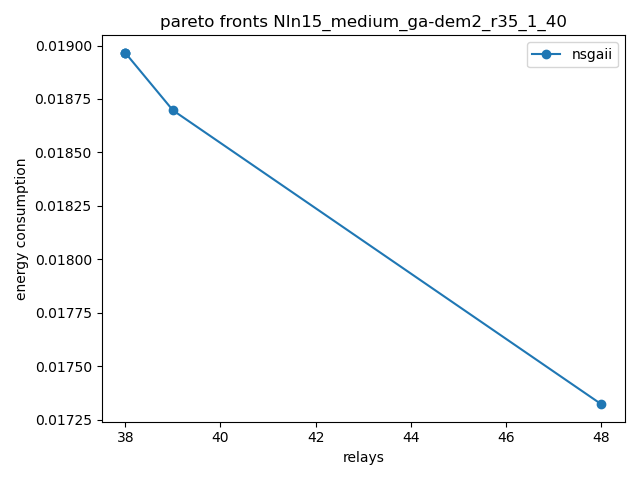 pareto fronts NIn15_medium_ga-dem2_r35_1_40
nsgaii
0.01900
0.01875
0.01850
0.01825
0.01800
0.01775
0.01750
0.01725
energy consumption
38 40 42 44 46 48
relays